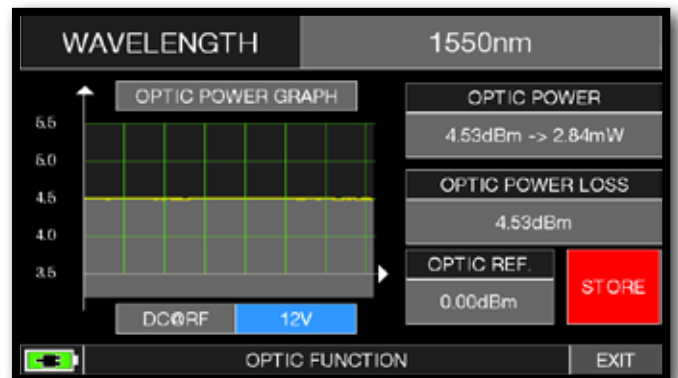 WAVELENGTH 1550nm
OPTIC POWER GRAPH
5.5
5.0
4.5
4.0
3.5
DC@RF 12V
OPTIC POWER
4.53dBm -> 2.84mW
OPTIC POWER LOSS
4.53dBm
OPTIC REF.
0.00dBm
STORE
OPTIC FUNCTION EXIT